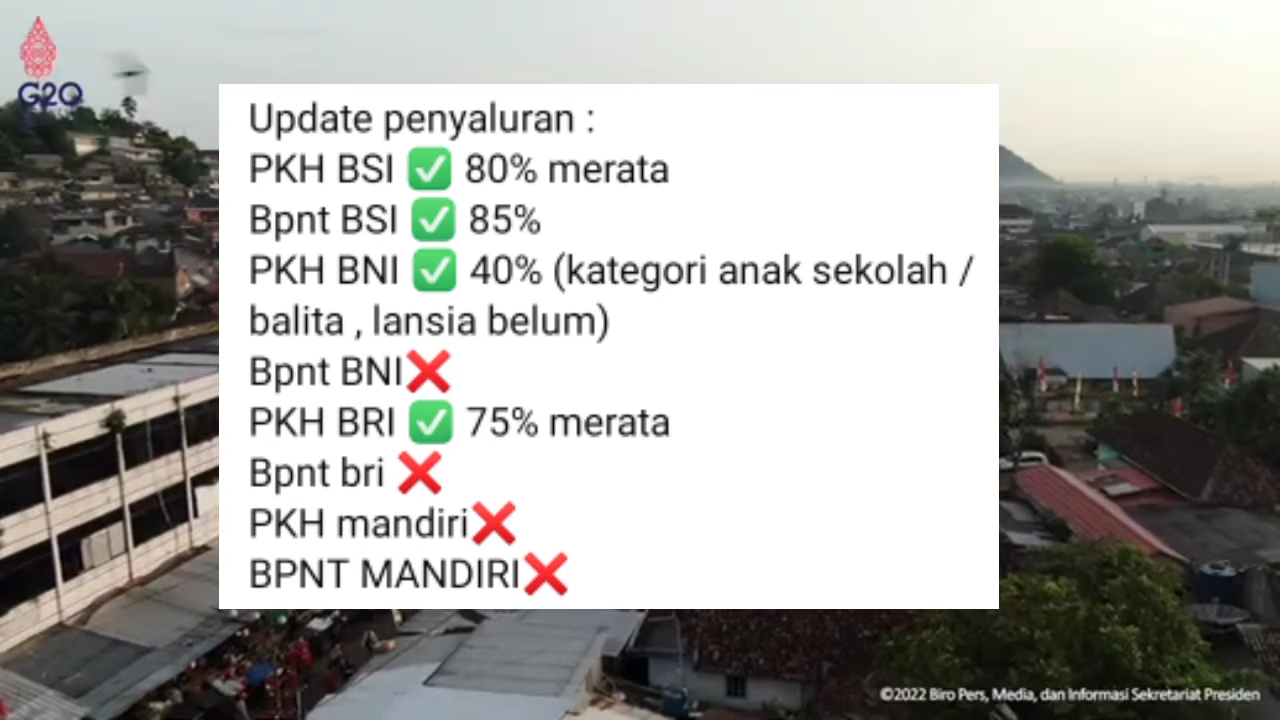 G20
Update penyaluran :
PKH BSI ✅ 80% merata
Bpnt BSI ✅ 85%
PKH BNI ✅ 40% (kategori anak sekolah /
balita , lansia belum)
Bpnt BNI❌
PKH BRI ✅ 75% merata
Bpnt bri ❌
PKH mandiri❌
BPNT MANDIRI❌
©2022 Biro Pers, Media, dan Informasi Sekretariat Presiden